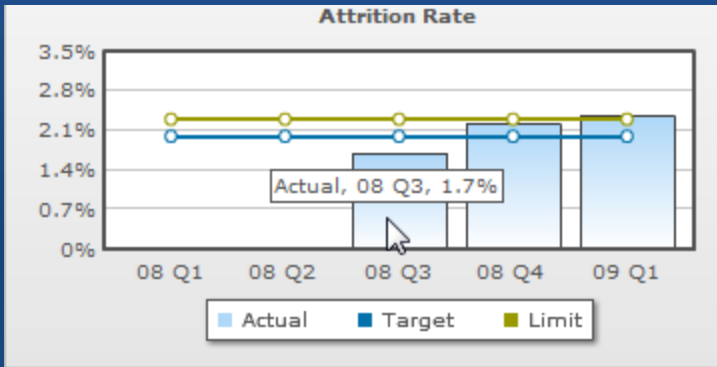 Attrition Rate
3.5%
2.8%
2.1%
1.4%
0.7%
0%
Actual, 08 Q3, 1.7%
08 Q1 08 Q2 08 Q3 08 Q4 09 Q1
Actual Target Limit